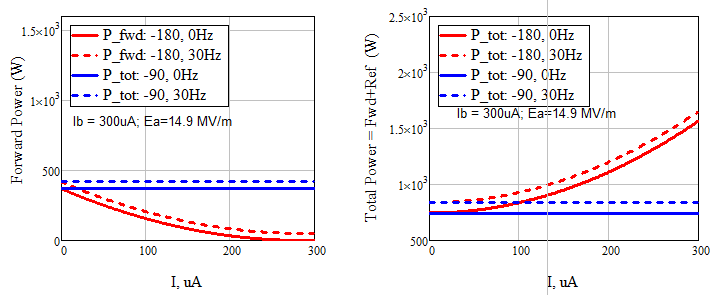 Forward Power (W)
1.5×10³
1×10³
500
0
P_fwd: -180, 0Hz
P_fwd: -180, 30Hz
P_tot: -90, 0Hz
P_tot: -90, 30Hz
Ib = 300uA; Ea=14.9 MV/m
0 100 200 300
I, uA
Total Power = Fwd+Ref (W)
2.5×10³
2×10³
1.5×10³
1×10³
500
P_tot: -180, 0Hz
P_tot: -180, 30Hz
P_tot: -90, 0Hz
P_tot: -90, 30Hz
Ib = 300uA; Ea=14.9 MV/m
0 100 200 300
I, uA